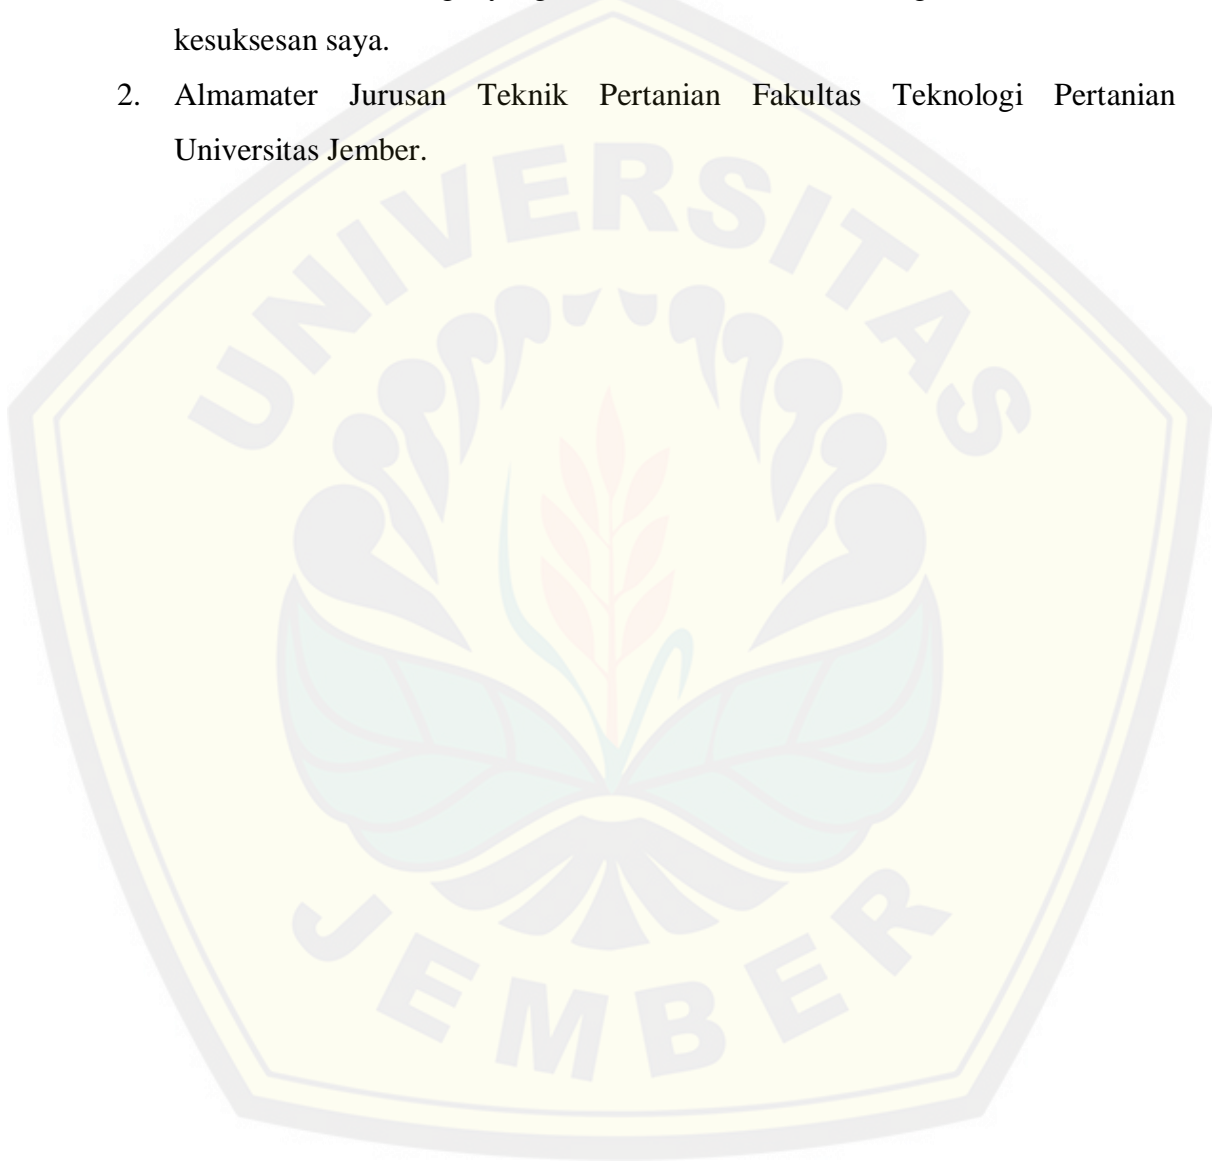 kesuksesan saya.
2. Almamater Jurusan Teknik Pertanian Fakultas Teknologi Pertanian
Universitas Jember.
UNIVERSITAS
JEMBER